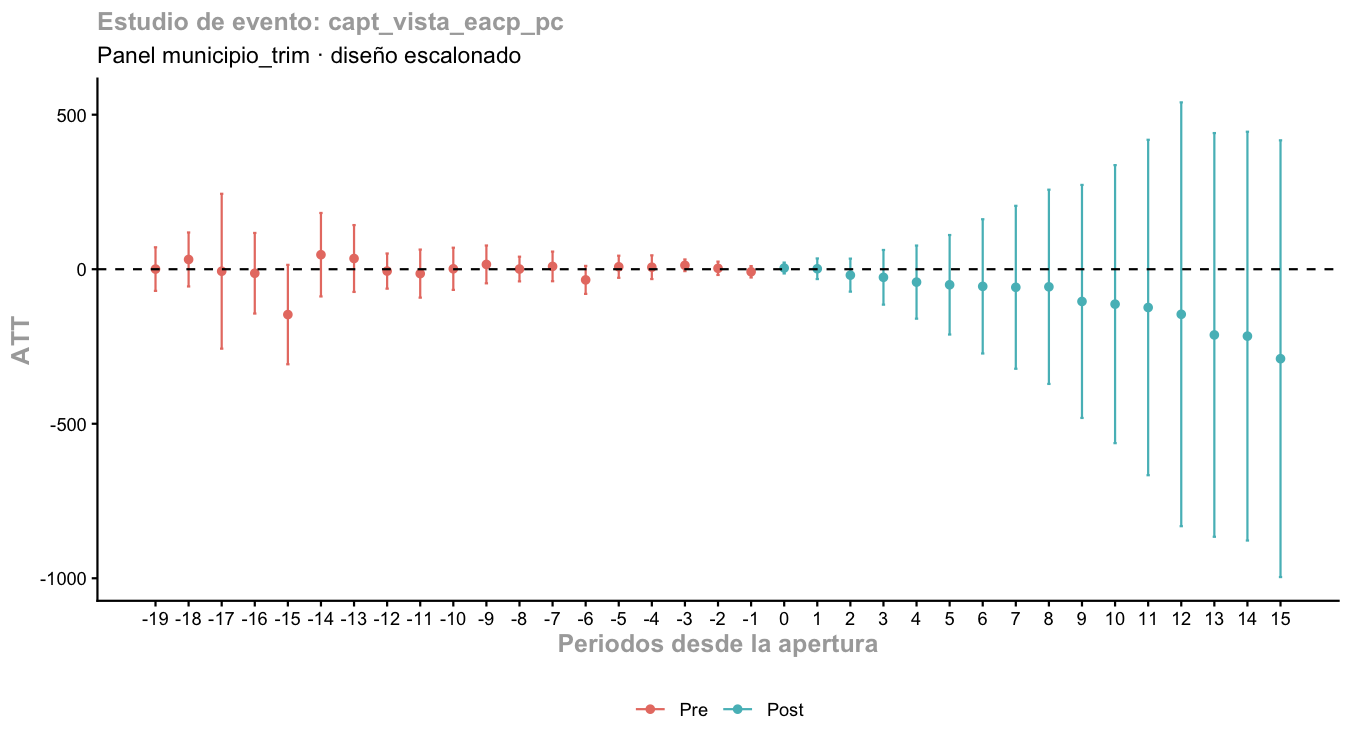 Estudio de evento: capt_vista_eacp_pc
Panel municipio_trim · diseño escalonado
500
0
-500
-1000
ATT
-19 -18 -17 -16 -15 -14 -13 -12 -11 -10 -9 -8 -7 -6 -5 -4 -3 -2 -1 0 1 2 3 4 5 6 7 8 9 10 11 12 13 14 15
Periodos desde la apertura
Pre Post